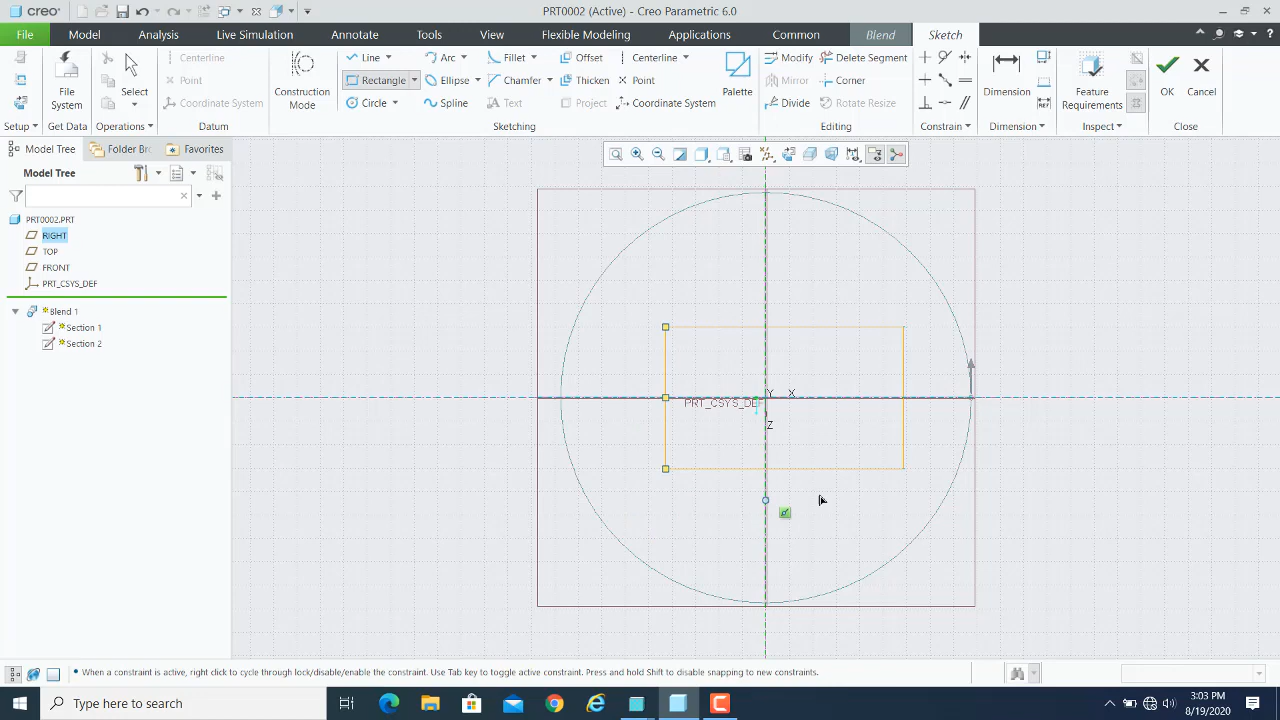 creo
PRT0002 (Active) - Creo Parametric 6.0
File Model Analysis Live Simulation Annotate Tools View Flexible Modeling Applications Common Blend Sketch
Centerline
Point
Coordinate System
File System
Select
Construction Mode
Line Arc Fillet Offset Centerline
Rectangle Ellipse Chamfer Thicken Point
Circle Spline Text Project Coordinate System
Palette
Modify Delete Segment
Mirror Corner
Divide Rotate Resize
Dimension
Feature Requirements
OK Cancel
Setup Get Data Operations Datum Sketching Editing Constrain Dimension Inspect Close
Model Tree Folder Br Favorites
Model Tree
PRT0002.PRT
RIGHT
TOP
FRONT
PRT_CSYS_DEF
Blend 1
Section 1
Section 2
Y X
PRT_CSYS_DEF
Z
• When a constraint is active, right click to cycle through lock/disable/enable the constraint. Use Tab key to toggle active constraint. Press and hold Shift to disable snapping to new constraints.
Type here to search
3:03 PM
8/19/2020